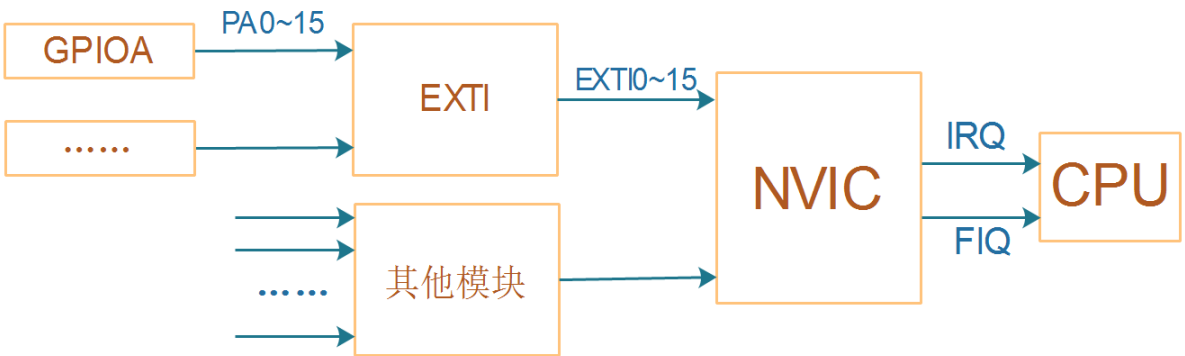 PA0~15
GPIOA
EXTI
EXTI0~15
……
NVIC
IRQ
CPU
FIQ
其他模块
……